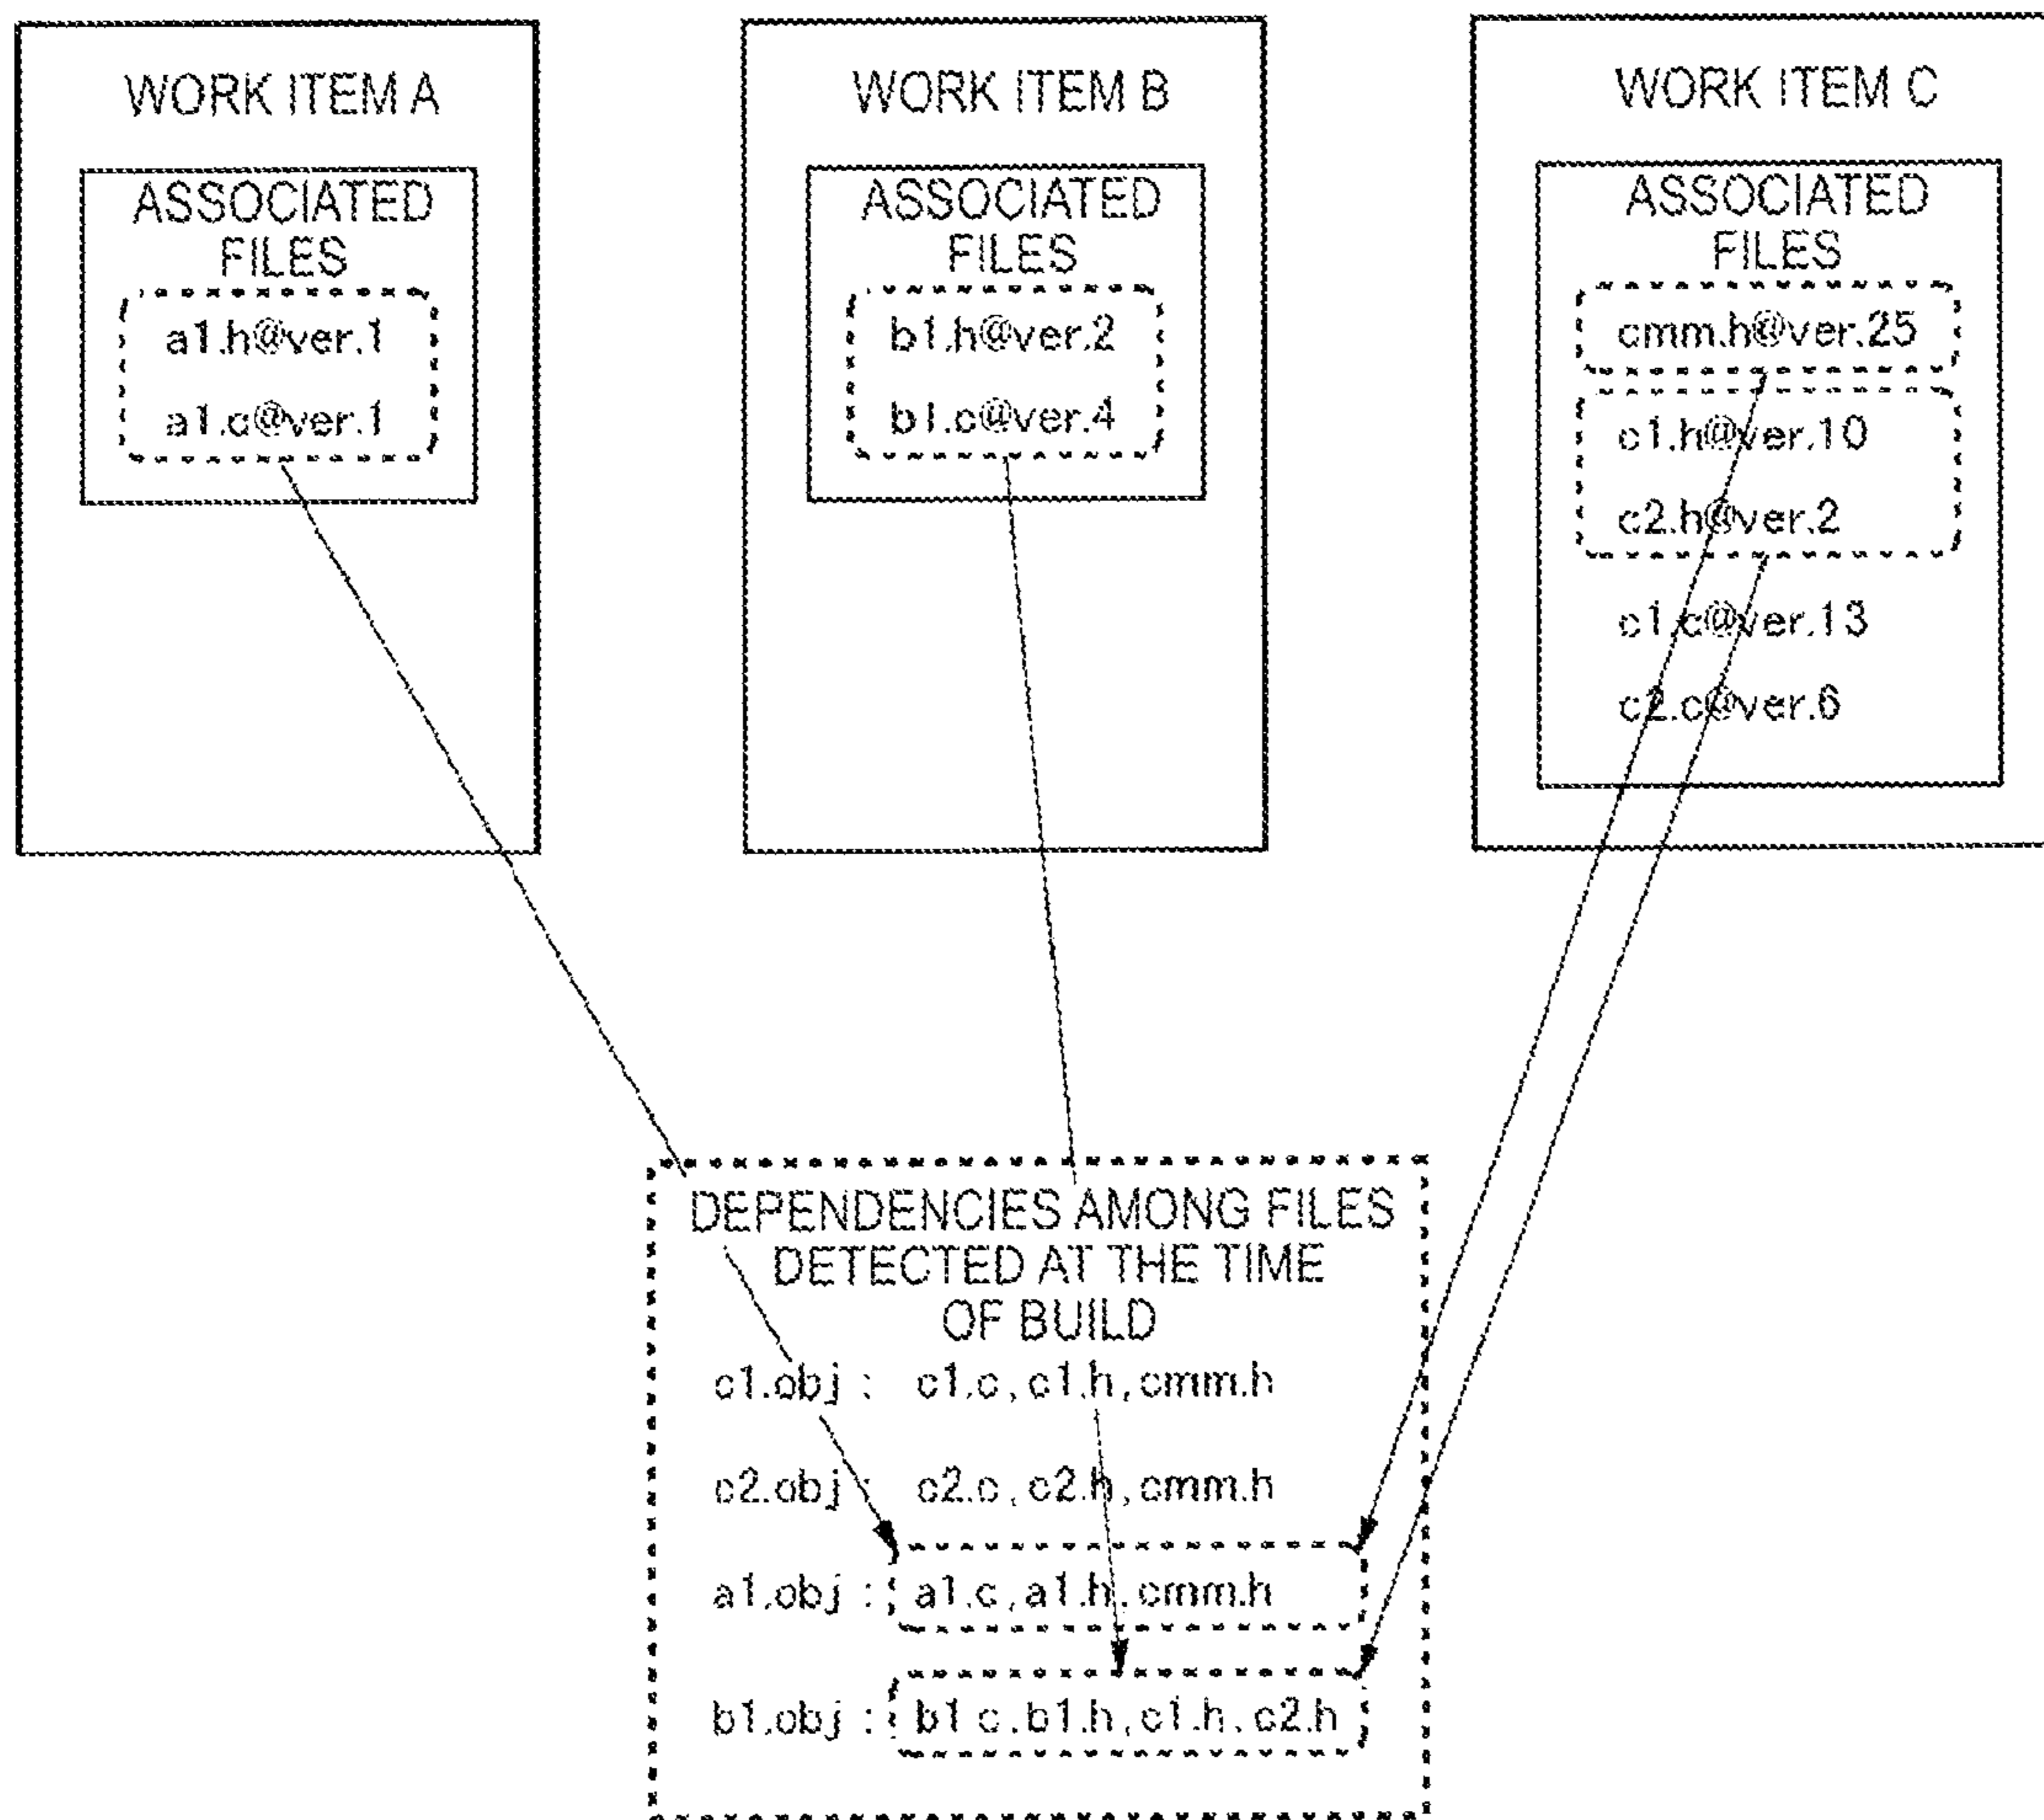 WORK ITEM A
ASSOCIATED
FILES
a1.h@ver.1
a1.c@ver.1
WORK ITEM B
ASSOCIATED
FILES
b1.h@ver.2
b1.c@ver.4
WORK ITEM C
ASSOCIATED
FILES
cmm.h@ver.25
c1.h@ver.10
c2.h@ver.2
c1.c@ver.13
c2.c@ver.6
DEPENDENCIES AMONG FILES
DETECTED AT THE TIME
OF BUILD
c1.obj : c1.c,c1.h,cmm.h
c2.obj : c2.c,c2.h,cmm.h
a1.obj : a1.c,a1.h,cmm.h
b1.obj : b1.c,b1.h,c1.h,c2.h